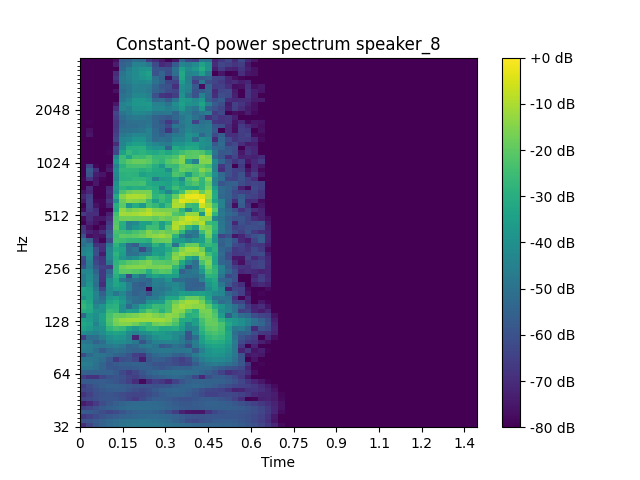 Constant-Q power spectrum speaker_8
Hz
2048
1024
512
256
128
64
32
0 0.15 0.3 0.45 0.6 0.75 0.9 1.1 1.2 1.4
Time
+0 dB
-10 dB
-20 dB
-30 dB
-40 dB
-50 dB
-60 dB
-70 dB
-80 dB